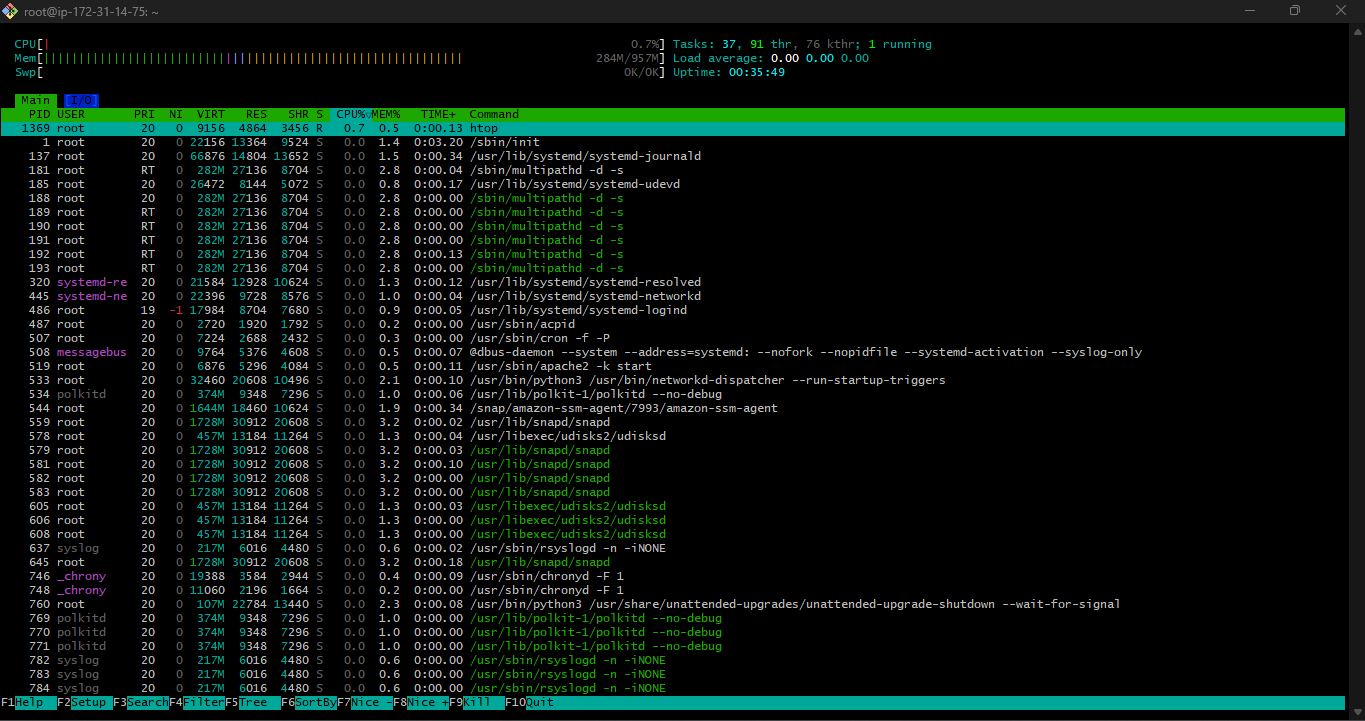 root@ip-172-31-14-75: ~
CPU[| 0.7%] Tasks: 37, 91 thr, 76 kthr; 1 running
Mem[|||||||||||||||||||||||||||||||||||||||||||||||||||||||||||| 284M/957M] Load average: 0.00 0.00 0.00
Swp[ 0K/0K] Uptime: 00:35:49
Main [I/O]
PID USER PRI NI VIRT RES SHR S CPU%▽MEM% TIME+ Command
1369 root 20 0 9156 4864 3456 R 0.7 0.5 0:00.13 htop
1 root 20 0 22156 13364 9524 S 0.0 1.4 0:03.20 /sbin/init
137 root 20 0 66876 14804 13652 S 0.0 1.5 0:00.34 /usr/lib/systemd/systemd-journald
181 root RT 0 282M 27136 8704 S 0.0 2.8 0:00.04 /sbin/multipathd -d -s
185 root 20 0 26472 8144 5072 S 0.0 0.8 0:00.17 /usr/lib/systemd/systemd-udevd
188 root 20 0 282M 27136 8704 S 0.0 2.8 0:00.00 /sbin/multipathd -d -s
189 root RT 0 282M 27136 8704 S 0.0 2.8 0:00.00 /sbin/multipathd -d -s
190 root RT 0 282M 27136 8704 S 0.0 2.8 0:00.00 /sbin/multipathd -d -s
191 root RT 0 282M 27136 8704 S 0.0 2.8 0:00.00 /sbin/multipathd -d -s
192 root RT 0 282M 27136 8704 S 0.0 2.8 0:00.13 /sbin/multipathd -d -s
193 root RT 0 282M 27136 8704 S 0.0 2.8 0:00.00 /sbin/multipathd -d -s
320 systemd-re 20 0 21584 12928 10624 S 0.0 1.3 0:00.12 /usr/lib/systemd/systemd-resolved
445 systemd-ne 20 0 22396 9728 8576 S 0.0 1.0 0:00.04 /usr/lib/systemd/systemd-networkd
486 root 19 -1 17984 8704 7680 S 0.0 0.9 0:00.05 /usr/lib/systemd/systemd-logind
487 root 20 0 2720 1920 1792 S 0.0 0.2 0:00.00 /usr/sbin/acpid
507 root 20 0 7224 2688 2432 S 0.0 0.3 0:00.00 /usr/sbin/cron -f -P
508 messagebus 20 0 9764 5376 4608 S 0.0 0.5 0:00.07 @dbus-daemon --system --address=systemd: --nofork --nopidfile --systemd-activation --syslog-only
519 root 20 0 6876 5296 4084 S 0.0 0.5 0:00.11 /usr/sbin/apache2 -k start
533 root 20 0 32460 20608 10496 S 0.0 2.1 0:00.10 /usr/bin/python3 /usr/bin/networkd-dispatcher --run-startup-triggers
534 polkitd 20 0 374M 9348 7296 S 0.0 1.0 0:00.06 /usr/lib/polkit-1/polkitd --no-debug
544 root 20 0 1644M 18460 10624 S 0.0 1.9 0:00.34 /snap/amazon-ssm-agent/7993/amazon-ssm-agent
559 root 20 0 1728M 30912 20608 S 0.0 3.2 0:00.02 /usr/lib/snapd/snapd
578 root 20 0 457M 13184 11264 S 0.0 1.3 0:00.04 /usr/libexec/udisks2/udisksd
579 root 20 0 1728M 30912 20608 S 0.0 3.2 0:00.03 /usr/lib/snapd/snapd
581 root 20 0 1728M 30912 20608 S 0.0 3.2 0:00.10 /usr/lib/snapd/snapd
582 root 20 0 1728M 30912 20608 S 0.0 3.2 0:00.00 /usr/lib/snapd/snapd
583 root 20 0 1728M 30912 20608 S 0.0 3.2 0:00.00 /usr/lib/snapd/snapd
605 root 20 0 457M 13184 11264 S 0.0 1.3 0:00.03 /usr/libexec/udisks2/udisksd
606 root 20 0 457M 13184 11264 S 0.0 1.3 0:00.00 /usr/libexec/udisks2/udisksd
608 root 20 0 457M 13184 11264 S 0.0 1.3 0:00.00 /usr/libexec/udisks2/udisksd
637 syslog 20 0 217M 6016 4480 S 0.0 0.6 0:00.02 /usr/sbin/rsyslogd -n -iNONE
645 root 20 0 1728M 30912 20608 S 0.0 3.2 0:00.18 /usr/lib/snapd/snapd
746 _chrony 20 0 19388 3584 2944 S 0.0 0.4 0:00.09 /usr/sbin/chronyd -F 1
748 _chrony 20 0 11060 2196 1664 S 0.0 0.2 0:00.00 /usr/sbin/chronyd -F 1
760 root 20 0 107M 22784 13440 S 0.0 2.3 0:00.08 /usr/bin/python3 /usr/share/unattended-upgrades/unattended-upgrade-shutdown --wait-for-signal
769 polkitd 20 0 374M 9348 7296 S 0.0 1.0 0:00.00 /usr/lib/polkit-1/polkitd --no-debug
770 polkitd 20 0 374M 9348 7296 S 0.0 1.0 0:00.00 /usr/lib/polkit-1/polkitd --no-debug
771 polkitd 20 0 374M 9348 7296 S 0.0 1.0 0:00.00 /usr/lib/polkit-1/polkitd --no-debug
782 syslog 20 0 217M 6016 4480 S 0.0 0.6 0:00.00 /usr/sbin/rsyslogd -n -iNONE
783 syslog 20 0 217M 6016 4480 S 0.0 0.6 0:00.00 /usr/sbin/rsyslogd -n -iNONE
784 syslog 20 0 217M 6016 4480 S 0.0 0.6 0:00.00 /usr/sbin/rsyslogd -n -iNONE
F1Help F2Setup F3SearchF4FilterF5Tree F6SortByF7Nice -F8Nice +F9Kill F10Quit